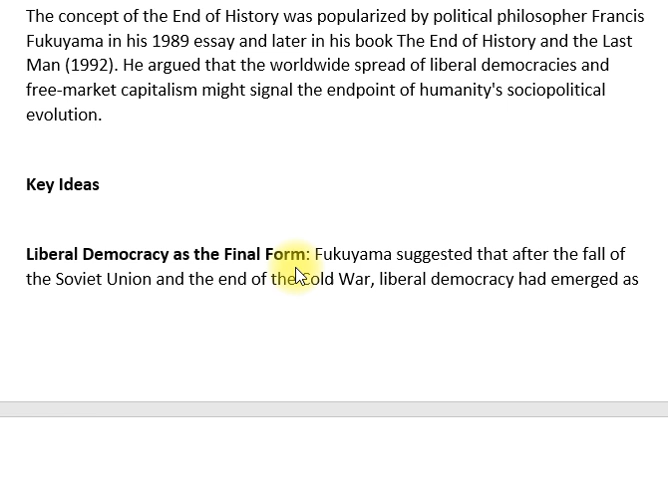 The concept of the End of History was popularized by political philosopher Francis
Fukuyama in his 1989 essay and later in his book The End of History and the Last
Man (1992). He argued that the worldwide spread of liberal democracies and
free-market capitalism might signal the endpoint of humanity's sociopolitical
evolution.
Key Ideas
Liberal Democracy as the Final Form: Fukuyama suggested that after the fall of
the Soviet Union and the end of the Cold War, liberal democracy had emerged as